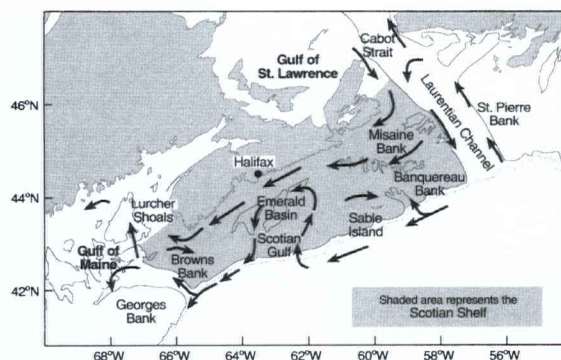 Cabot
Strait
Gulf of
St. Lawrence
Laurentian Channel
St. Pierre
Bank
46°N
Misaine
Bank
Halifax
Banquereau
Bank
44°N
Lurcher
Shoals
Emerald
Basin
Sable
Island
Scotian
Gulf
Gulf of
Maine
Browns
Bank
42°N
Georges
Bank
Shaded area represents the
Scotian Shelf
68°W
66°W
64°W
62°W
60°W
58°W
56°W